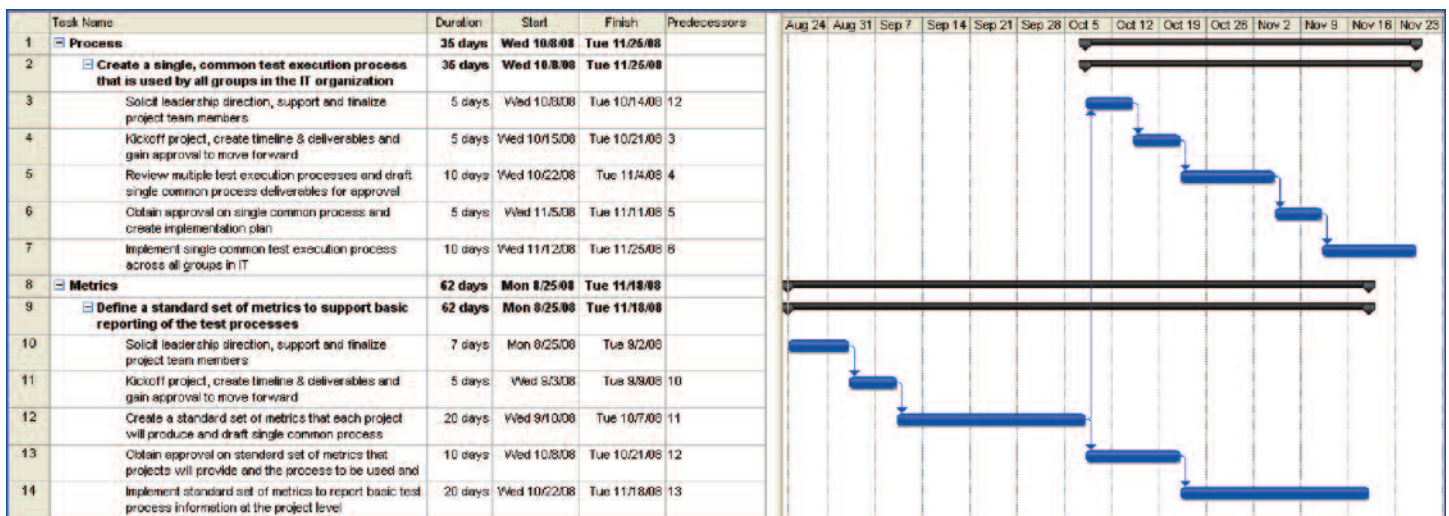 Task Name Duration Start Finish Predecessors
Aug 24 Aug 31 Sep 7 Sep 14 Sep 21 Sep 28 Oct 5 Oct 12 Oct 19 Oct 26 Nov 2 Nov 9 Nov 16 Nov 23
1 Process 35 days Wed 10/8/08 Tue 11/25/08
2 Create a single, common test execution process 35 days Wed 10/8/08 Tue 11/25/08
that is used by all groups in the IT organization
3 Solicit leadership direction, support and finalize 5 days Wed 10/8/08 Tue 10/14/08 12
project team members
4 Kickoff project, create timeline & deliverables and 5 days Wed 10/15/08 Tue 10/21/08 3
gain approval to move forward
5 Review multiple test execution processes and draft 10 days Wed 10/22/08 Tue 11/4/08 4
single common process deliverables for approval
6 Obtain approval on single common process and 5 days Wed 11/5/08 Tue 11/11/08 5
create implementation plan
7 Implement single common test execution process 10 days Wed 11/12/08 Tue 11/25/08 6
across all groups in IT
8 Metrics 62 days Mon 8/25/08 Tue 11/18/08
9 Define a standard set of metrics to support basic 62 days Mon 8/25/08 Tue 11/18/08
reporting of the test processes
10 Solicit leadership direction, support and finalize 7 days Mon 8/25/08 Tue 9/2/08
project team members
11 Kickoff project, create timeline & deliverables and 5 days Wed 9/3/08 Tue 9/9/08 10
gain approval to move forward
12 Create a standard set of metrics that each project 20 days Wed 9/10/08 Tue 10/7/08 11
will produce and draft single common process
13 Obtain approval on standard set of metrics that 10 days Wed 10/8/08 Tue 10/21/08 12
projects will provide and the process to be used and
14 Implement standard set of metrics to report basic test 20 days Wed 10/22/08 Tue 11/18/08 13
process information at the project level